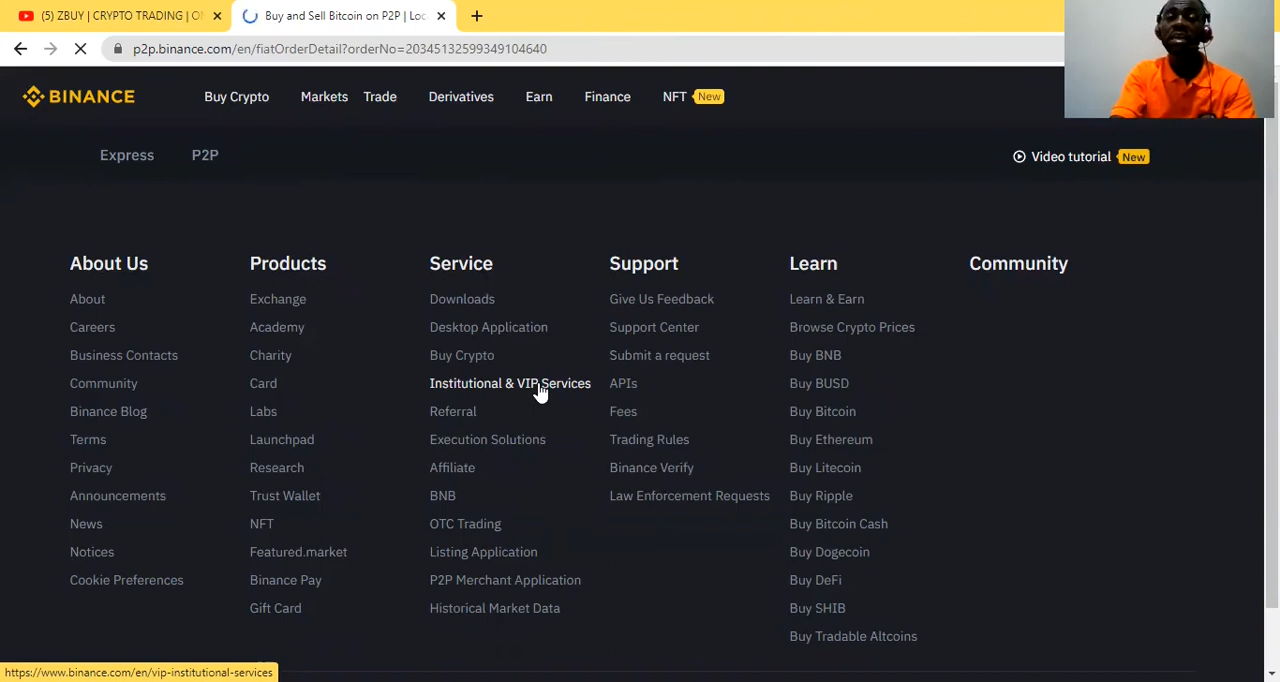 (5) ZBUY | CRYPTO TRADING | O
Buy and Sell Bitcoin on P2P | Loc
p2p.binance.com/en/fiatOrderDetail?orderNo=20345132599349104640
BINANCE Buy Crypto Markets Trade Derivatives Earn Finance NFT New
Express P2P Video tutorial New
About Us
About
Careers
Business Contacts
Community
Binance Blog
Terms
Privacy
Announcements
News
Notices
Cookie Preferences
Products
Exchange
Academy
Charity
Card
Labs
Launchpad
Research
Trust Wallet
NFT
Featured.market
Binance Pay
Gift Card
Service
Downloads
Desktop Application
Buy Crypto
Institutional & VIP Services
Referral
Execution Solutions
Affiliate
BNB
OTC Trading
Listing Application
P2P Merchant Application
Historical Market Data
Support
Give Us Feedback
Support Center
Submit a request
APIs
Fees
Trading Rules
Binance Verify
Law Enforcement Requests
Learn
Learn & Earn
Browse Crypto Prices
Buy BNB
Buy BUSD
Buy Bitcoin
Buy Ethereum
Buy Litecoin
Buy Ripple
Buy Bitcoin Cash
Buy Dogecoin
Buy DeFi
Buy SHIB
Buy Tradable Altcoins
Community
https://www.binance.com/en/vip-institutional-services